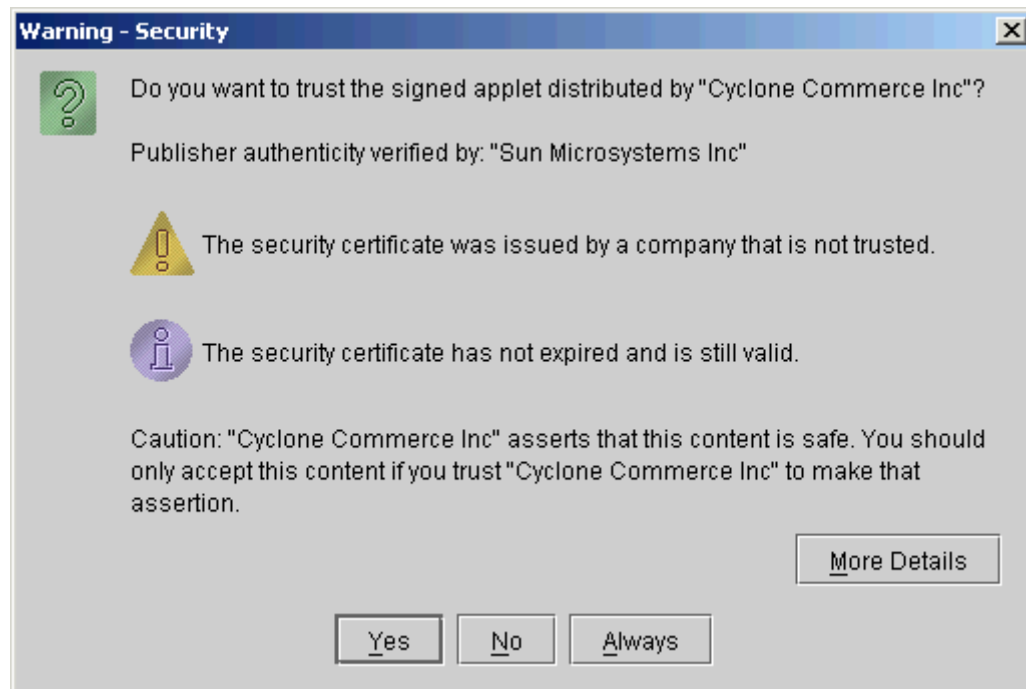 Warning - Security
Do you want to trust the signed applet distributed by "Cyclone Commerce Inc"?
Publisher authenticity verified by: "Sun Microsystems Inc"
The security certificate was issued by a company that is not trusted.
The security certificate has not expired and is still valid.
Caution: "Cyclone Commerce Inc" asserts that this content is safe. You should
only accept this content if you trust "Cyclone Commerce Inc" to make that
assertion.
More Details
Yes No Always